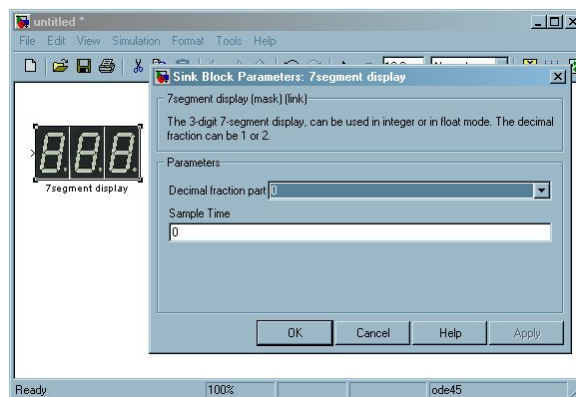 untitled *
File Edit View Simulation Format Tools Help
Sink Block Parameters: 7segment display
7segment display (mask) (link)
The 3-digit 7-segment display, can be used in integer or in float mode. The decimal
fraction can be 1 or 2.
Parameters
Decimal fraction part 0
Sample Time
0
OK Cancel Help Apply
8.8.8.
7segment display
Ready 100% ode45